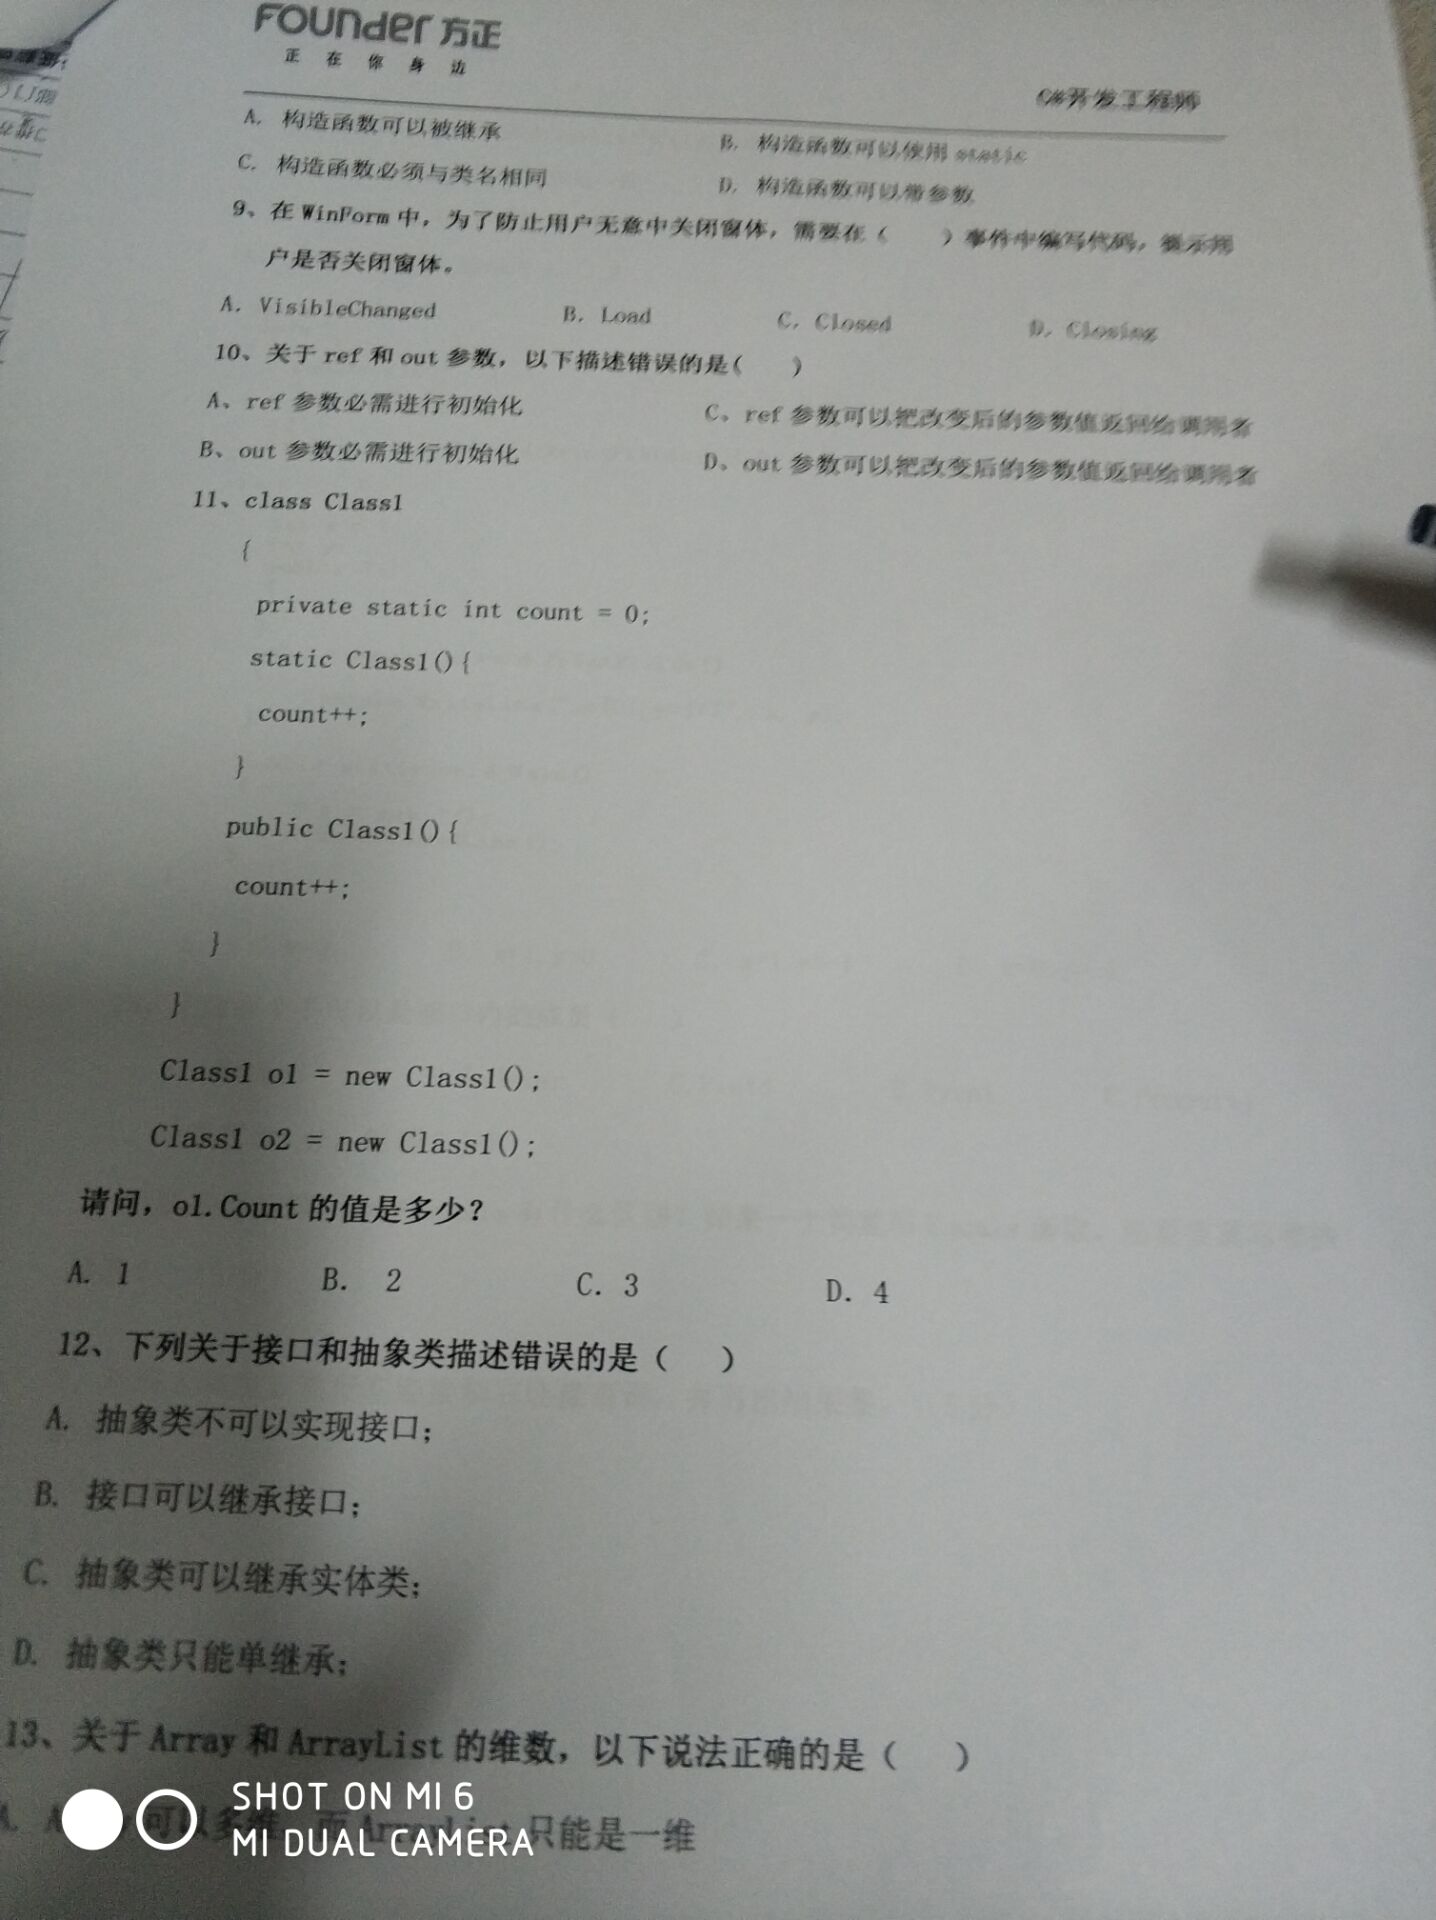 FOUNDER 方正
正在你身边
C#开发工程师
A. 构造函数可以被继承
B. 构造函数可以使用 static
C. 构造函数必须与类名相同
D. 构造函数可以带参数
9、在 WinForm 中，为了防止用户无意中关闭窗体，需要在（ ）事件中编写代码，提示用
户是否关闭窗体。
A. VisibleChanged B. Load C. Closed D. Closing
10、关于 ref 和 out 参数，以下描述错误的是( )
A、ref 参数必需进行初始化
C、ref 参数可以把改变后的参数值返回给调用者
B、out 参数必需进行初始化
D、out 参数可以把改变后的参数值返回给调用者
11、class Class1
{
private static int count = 0;
static Class1(){
count++;
}
public Class1(){
count++;
}
}
Class1 o1 = new Class1();
Class1 o2 = new Class1();
请问，o1.Count 的值是多少？
A. 1 B. 2 C. 3 D. 4
12、下列关于接口和抽象类描述错误的是（ ）
A. 抽象类不可以实现接口；
B. 接口可以继承接口；
C. 抽象类可以继承实体类；
D. 抽象类只能单继承；
13、关于 Array 和 ArrayList 的维数，以下说法正确的是（ ）
可以多维 而 ArrayList 只能是一维
SHOT ON MI 6
MI DUAL CAMERA